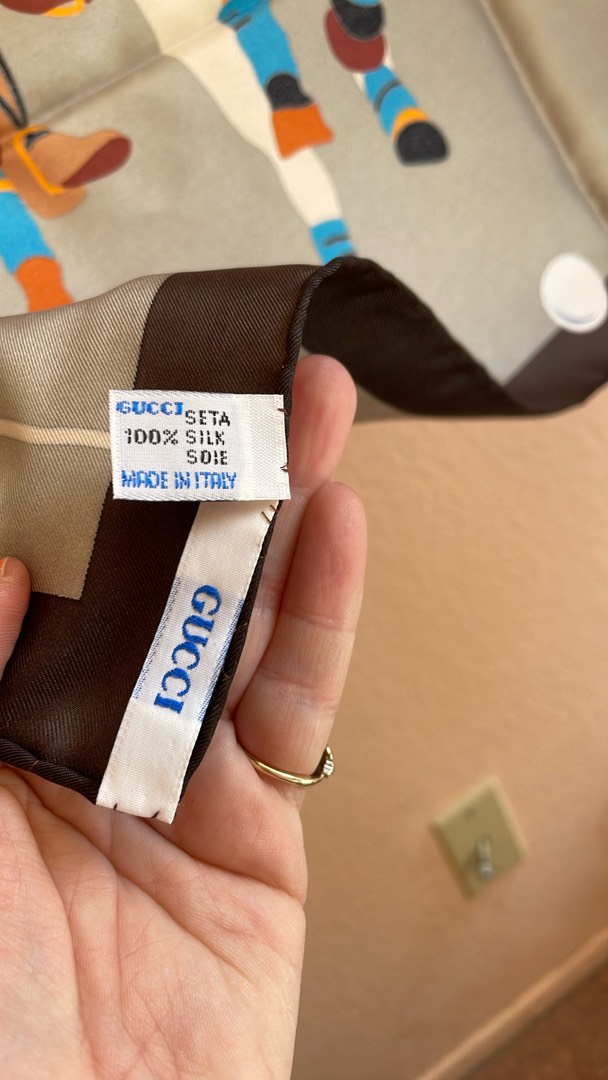 GUCCI SETA
100% SILK
SOIE
MADE IN ITALY
GUCCI